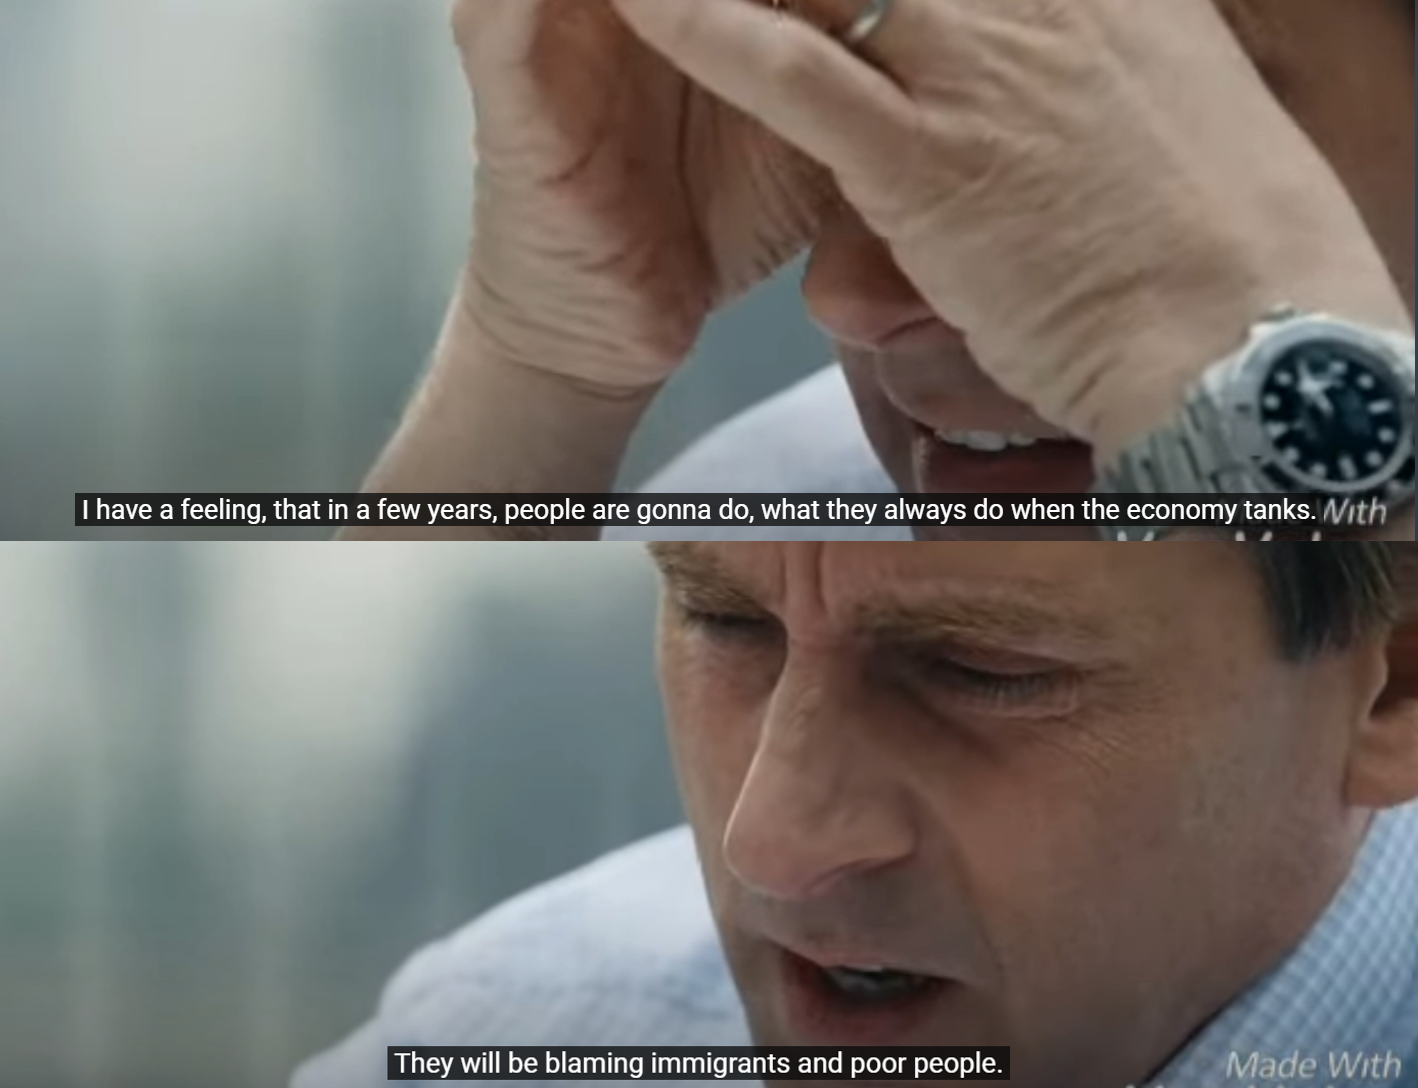 I have a feeling, that in a few years, people are gonna do, what they always do when the economy tanks.
With
They will be blaming immigrants and poor people.
Made With